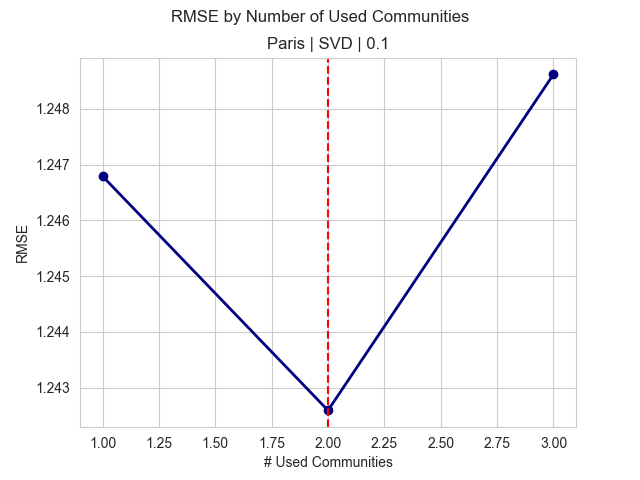 RMSE by Number of Used Communities
Paris | SVD | 0.1
1.248
1.247
1.246
1.245
1.244
1.243
RMSE
1.00 1.25 1.50 1.75 2.00 2.25 2.50 2.75 3.00
# Used Communities